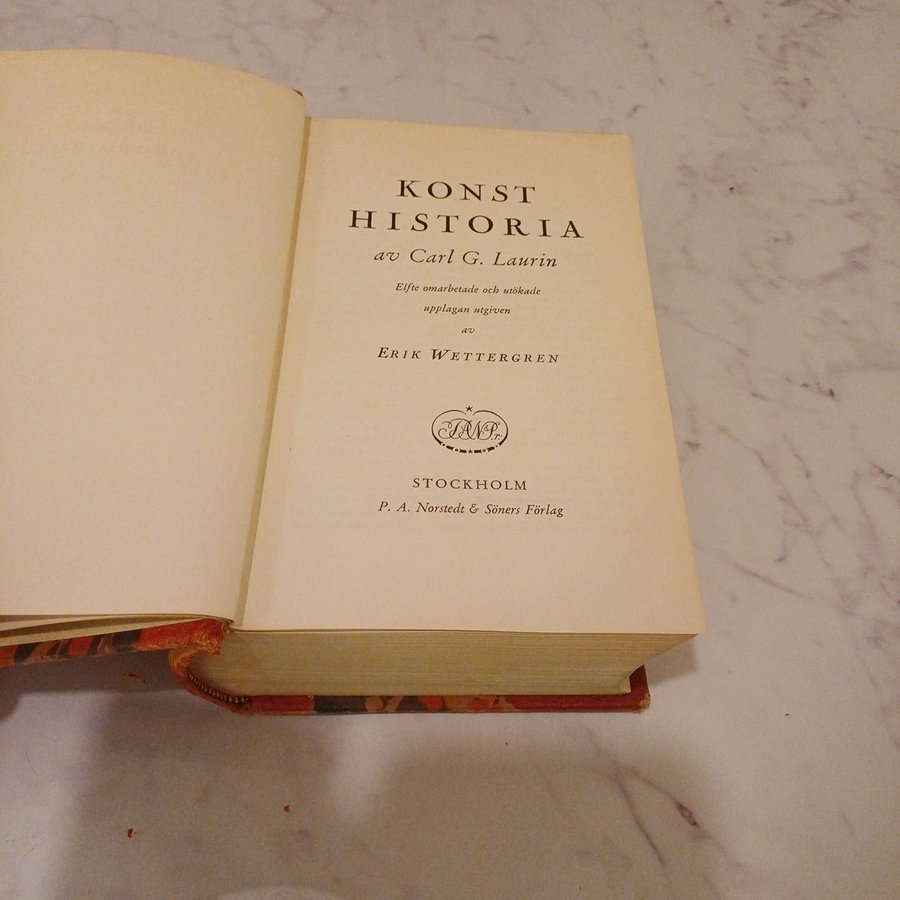 KONST
HISTORIA
av Carl G. Laurin
Elfte omarbetade och utökade
upplagan utgiven
av
ERIK WETTERGREN
STOCKHOLM
P. A. Norstedt & Söners Förlag